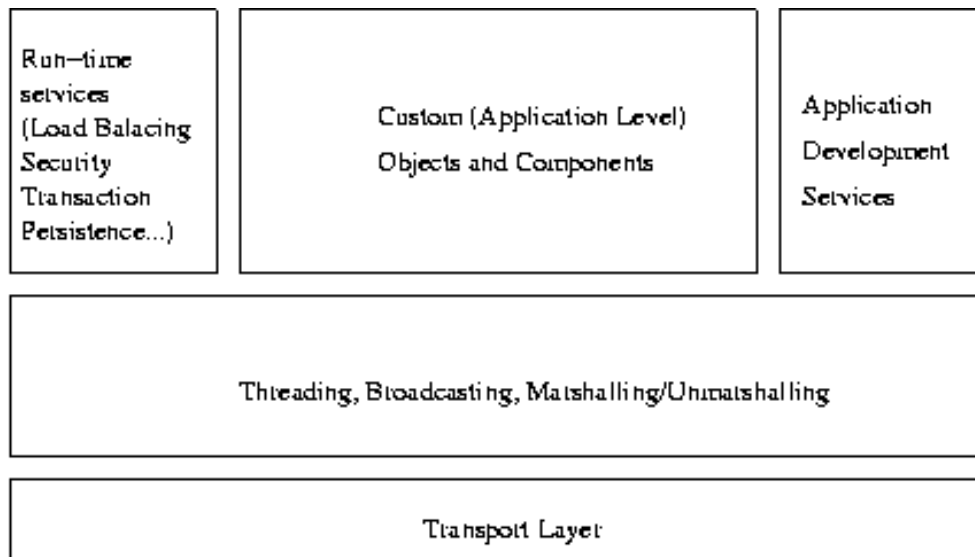 Run-time
services
(Load Balacing
Security
Transaction
Persistence...)
Custom (Application Level)
Objects and Components
Application
Development
Services
Threading, Broadcasting, Marshalling/Unmarshalling
Transport Layer